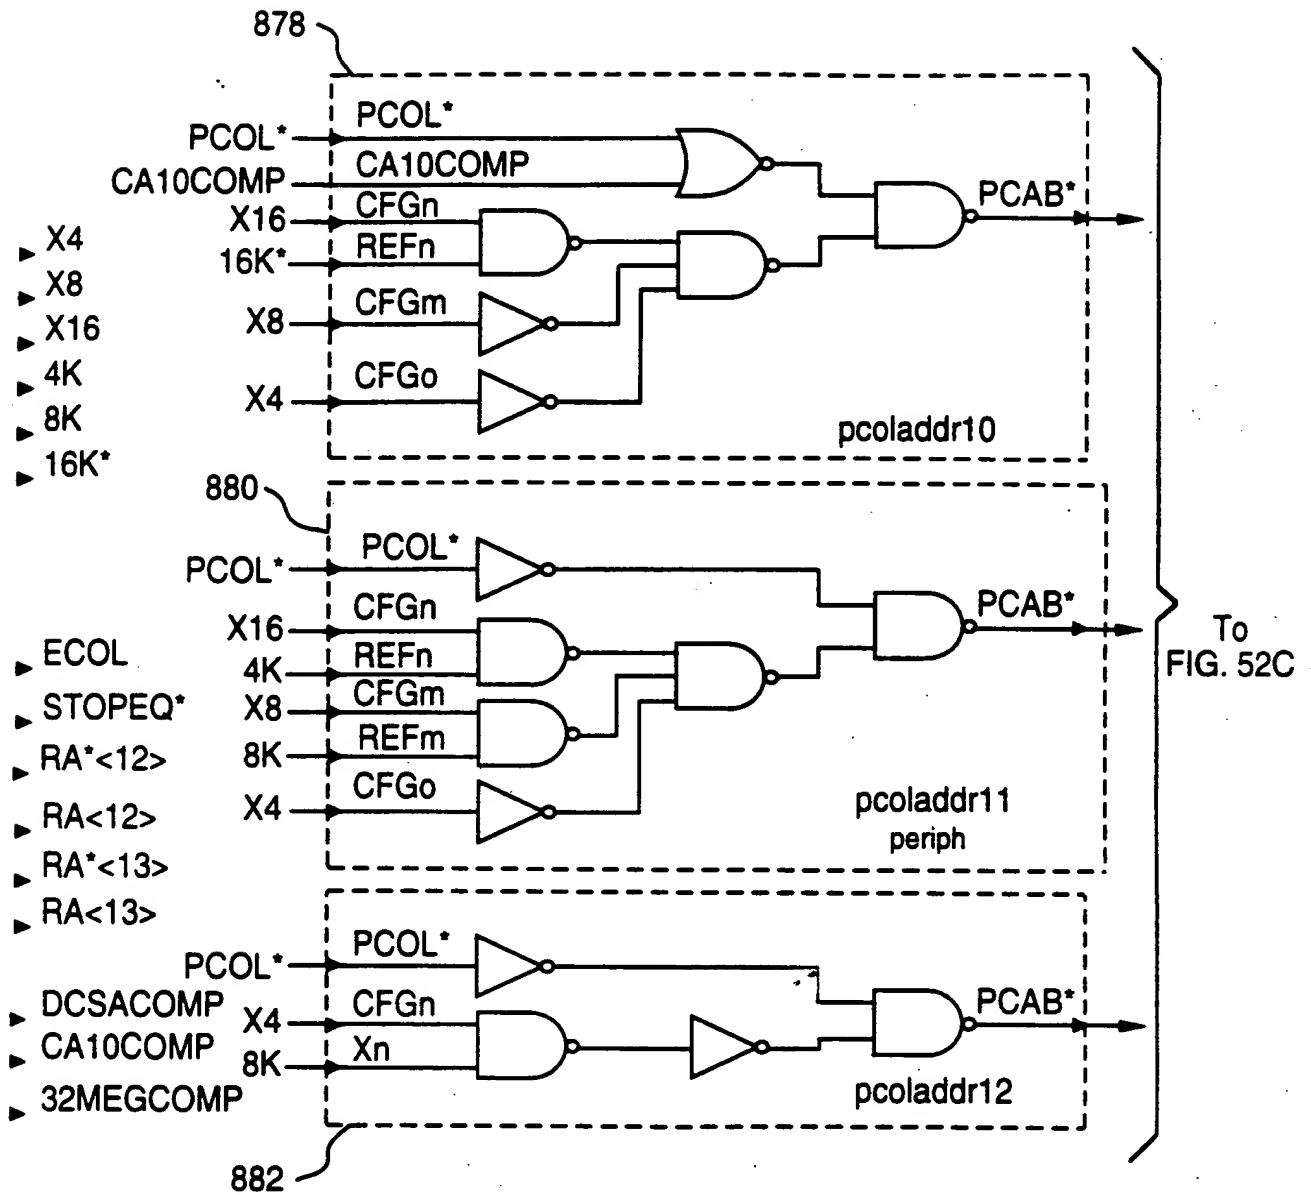 878
PCOL* PCOL*
CA10COMP CA10COMP
X16 CFGn
16K* REFn
X8 CFGm
X4 CFGo
PCAB*
pcoladdr10
X4
X8
X16
4K
8K
16K*
880
PCOL* PCOL*
X16 CFGn
4K REFn
X8 CFGm
8K REFm
X4 CFGo
PCAB*
pcoladdr11
periph
To
FIG. 52C
ECOL
STOPEQ*
RA*<12>
RA<12>
RA*<13>
RA<13>
PCOL* PCOL*
X4 CFGn
8K Xn
PCAB*
pcoladdr12
DCSACOMP
CA10COMP
32MEGCOMP
882